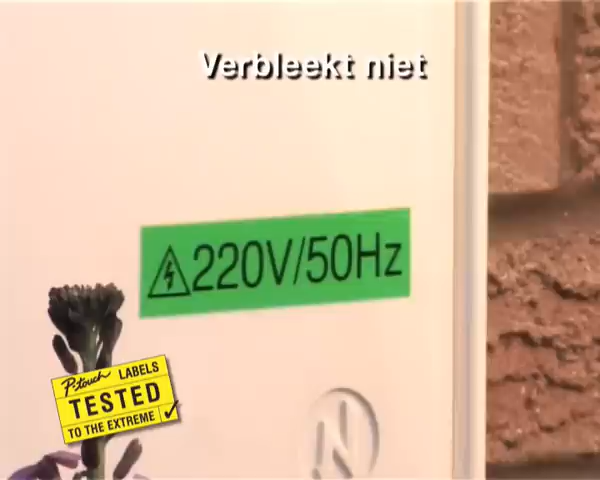 Verbleekt niet
220V/50Hz
P-touch LABELS
TESTED
TO THE EXTREME
N